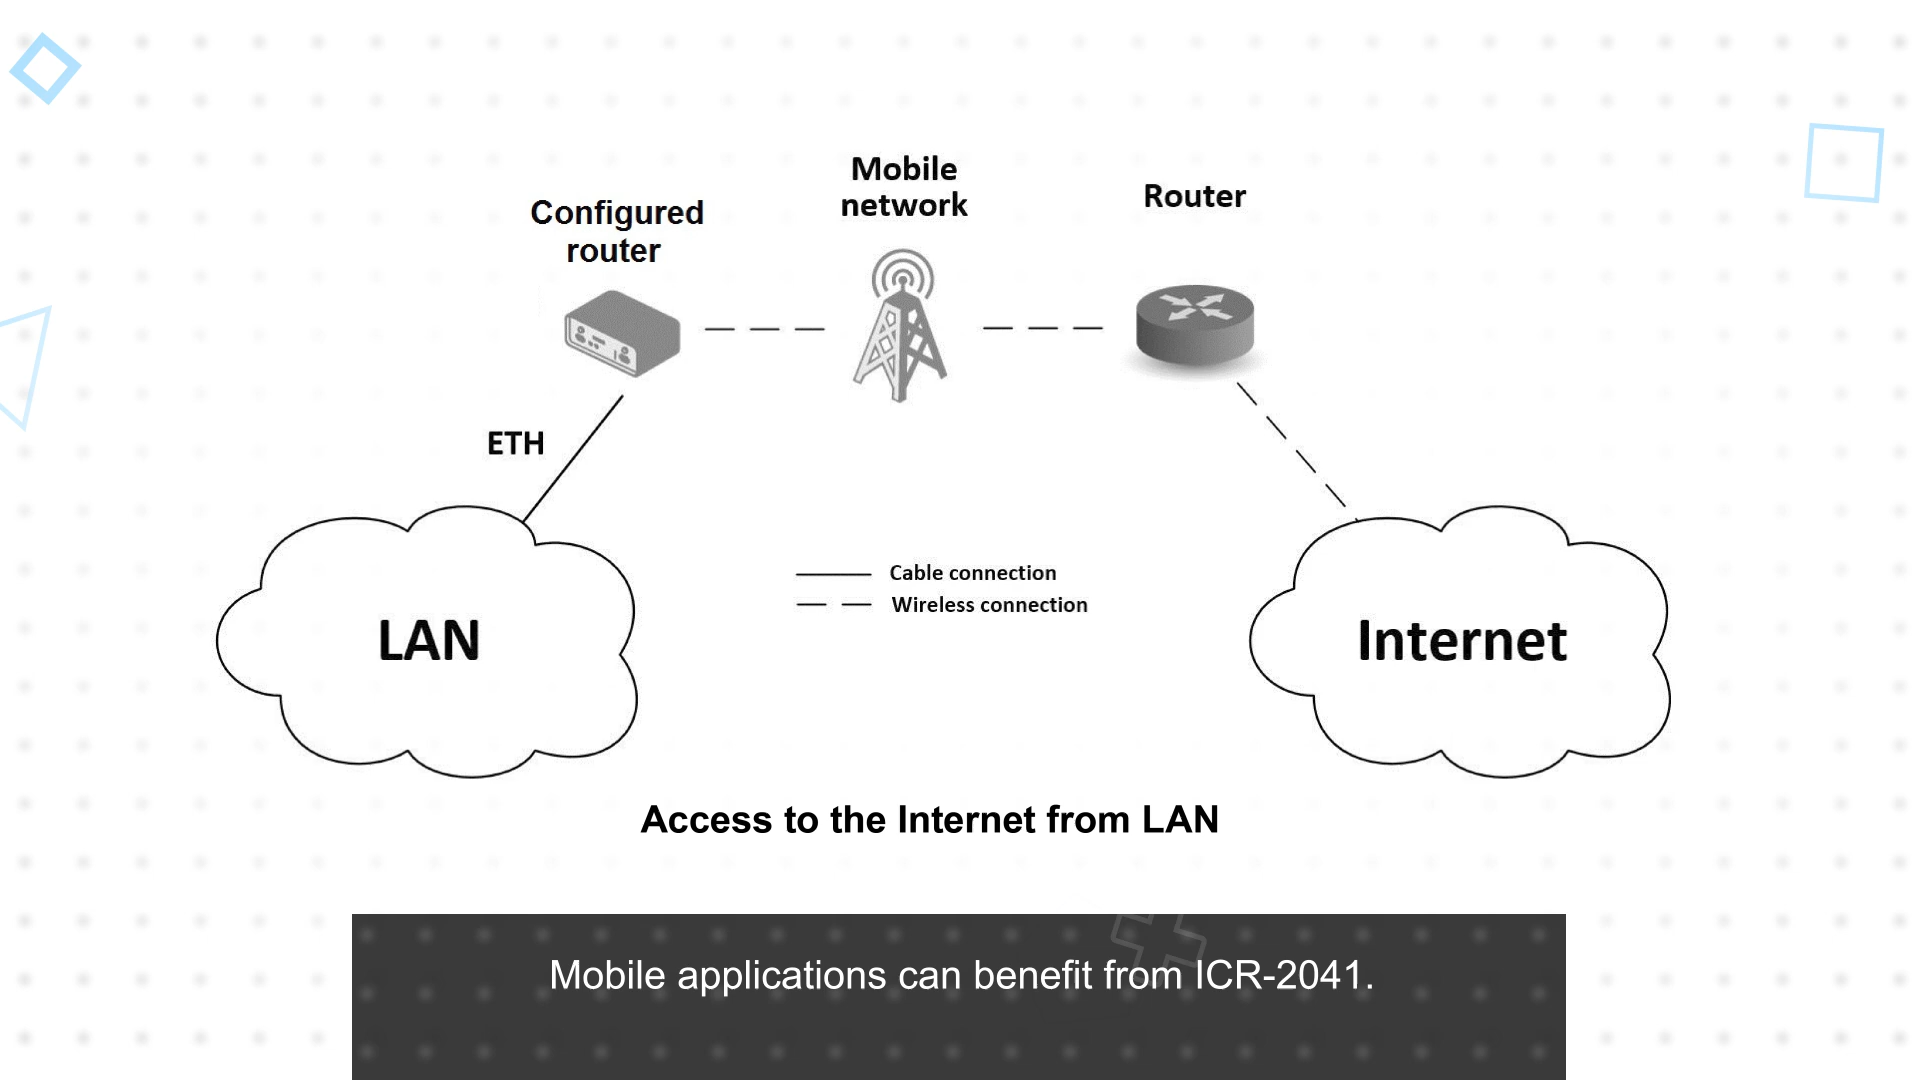 Mobile
network
Router
Configured
router
ETH
Cable connection
Wireless connection
LAN
Internet
Access to the Internet from LAN
Mobile applications can benefit from ICR-2041.